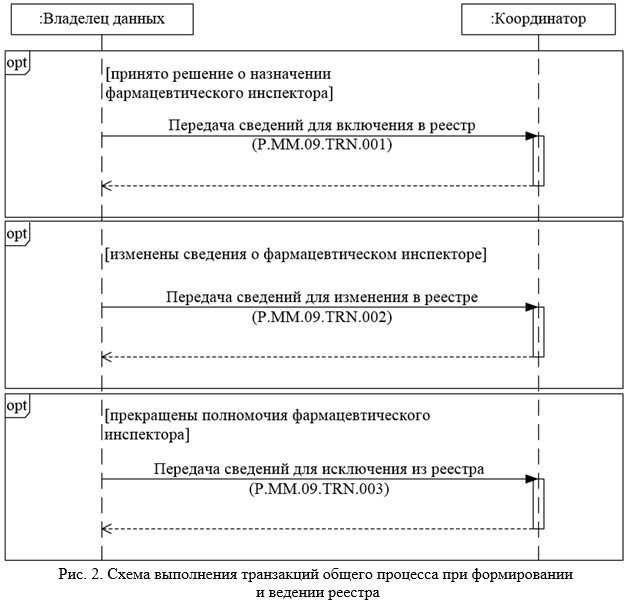 :Владелец данных
:Координатор
opt
[принято решение о назначении
фармацевтического инспектора]
Передача сведений для включения в реестр
(P.MM.09.TRN.001)
opt
[изменены сведения о фармацевтическом инспекторе]
Передача сведений для изменения в реестре
(P.MM.09.TRN.002)
opt
[прекращены полномочия фармацевтического
инспектора]
Передача сведений для исключения из реестра
(P.MM.09.TRN.003)
Рис. 2. Схема выполнения транзакций общего процесса при формировании
и ведении реестра